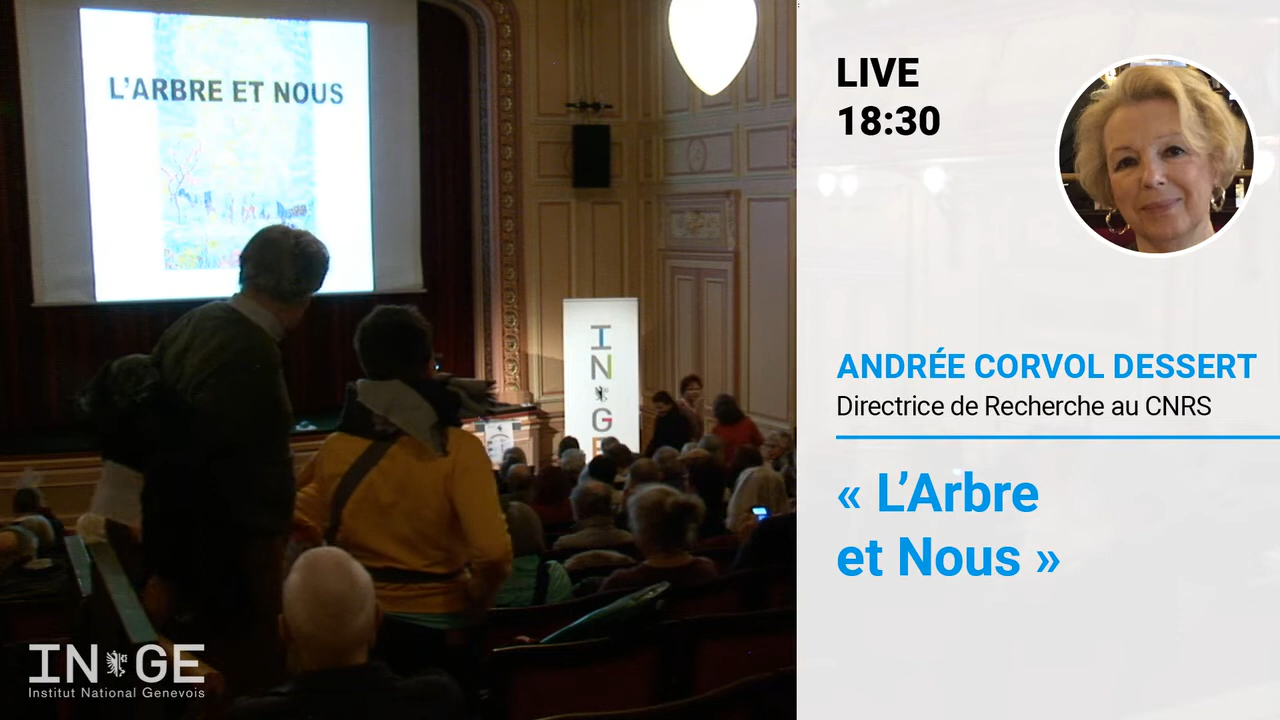 L'ARBRE ET NOUS
IN
GE
IN GE
Institut National Genevois
LIVE
18:30
ANDRÉE CORVOL DESSERT
Directrice de Recherche au CNRS
« L’Arbre
et Nous »